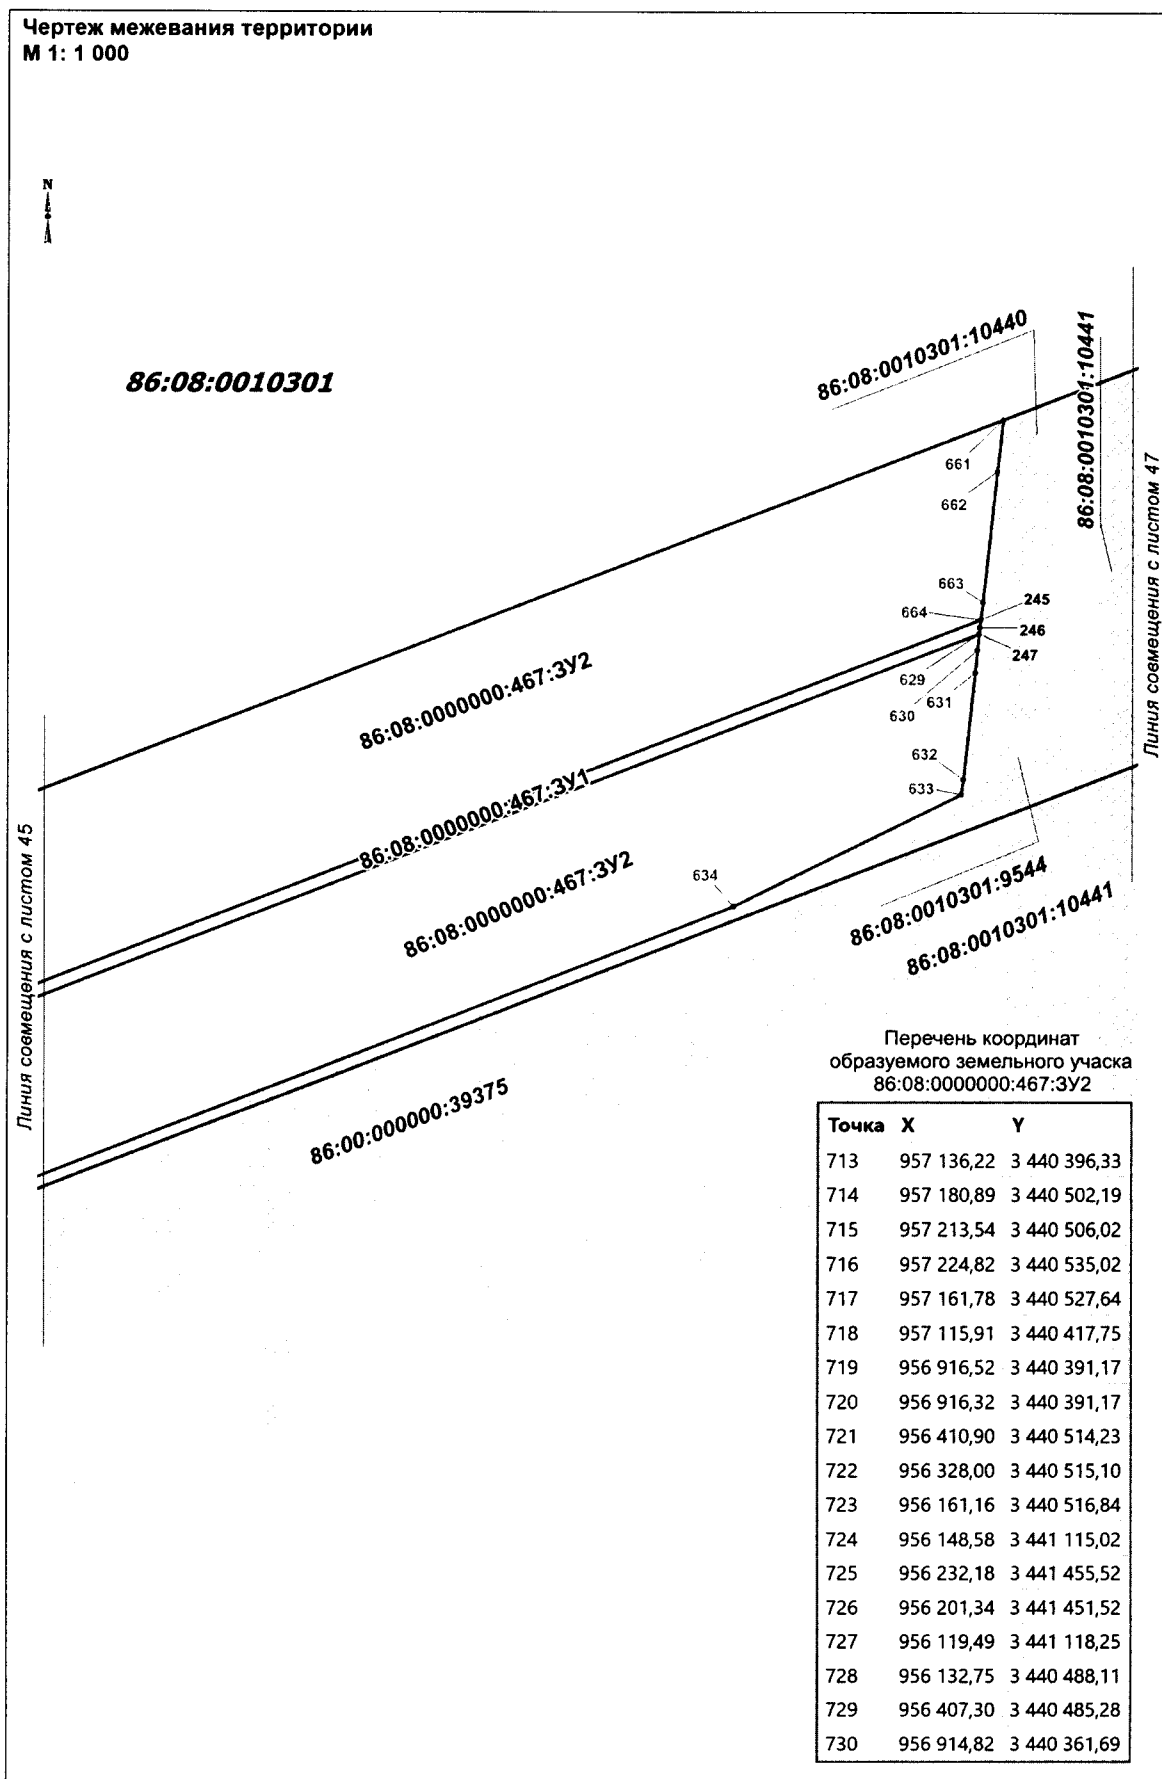 Чертеж межевания территории
М 1: 1 000
N
86:08:0010301
86:08:0010301:10440
86:08:0010301:10441
661
662
Линия совмещения с листом 47
663
245
664
246
247
86:08:0000000:467:ЗУ2
629
631
630
632
633
86:08:0000000:467:ЗУ1
Линия совмещения с листом 45
634
86:08:0000000:467:ЗУ2
86:08:0010301:9544
86:08:0010301:10441
86:00:000000:39375
Перечень координат
образуемого земельного учаска
86:08:0000000:467:ЗУ2
Точка X Y
713 957 136,22 3 440 396,33
714 957 180,89 3 440 502,19
715 957 213,54 3 440 506,02
716 957 224,82 3 440 535,02
717 957 161,78 3 440 527,64
718 957 115,91 3 440 417,75
719 956 916,52 3 440 391,17
720 956 916,32 3 440 391,17
721 956 410,90 3 440 514,23
722 956 328,00 3 440 515,10
723 956 161,16 3 440 516,84
724 956 148,58 3 441 115,02
725 956 232,18 3 441 455,52
726 956 201,34 3 441 451,52
727 956 119,49 3 441 118,25
728 956 132,75 3 440 488,11
729 956 407,30 3 440 485,28
730 956 914,82 3 440 361,69